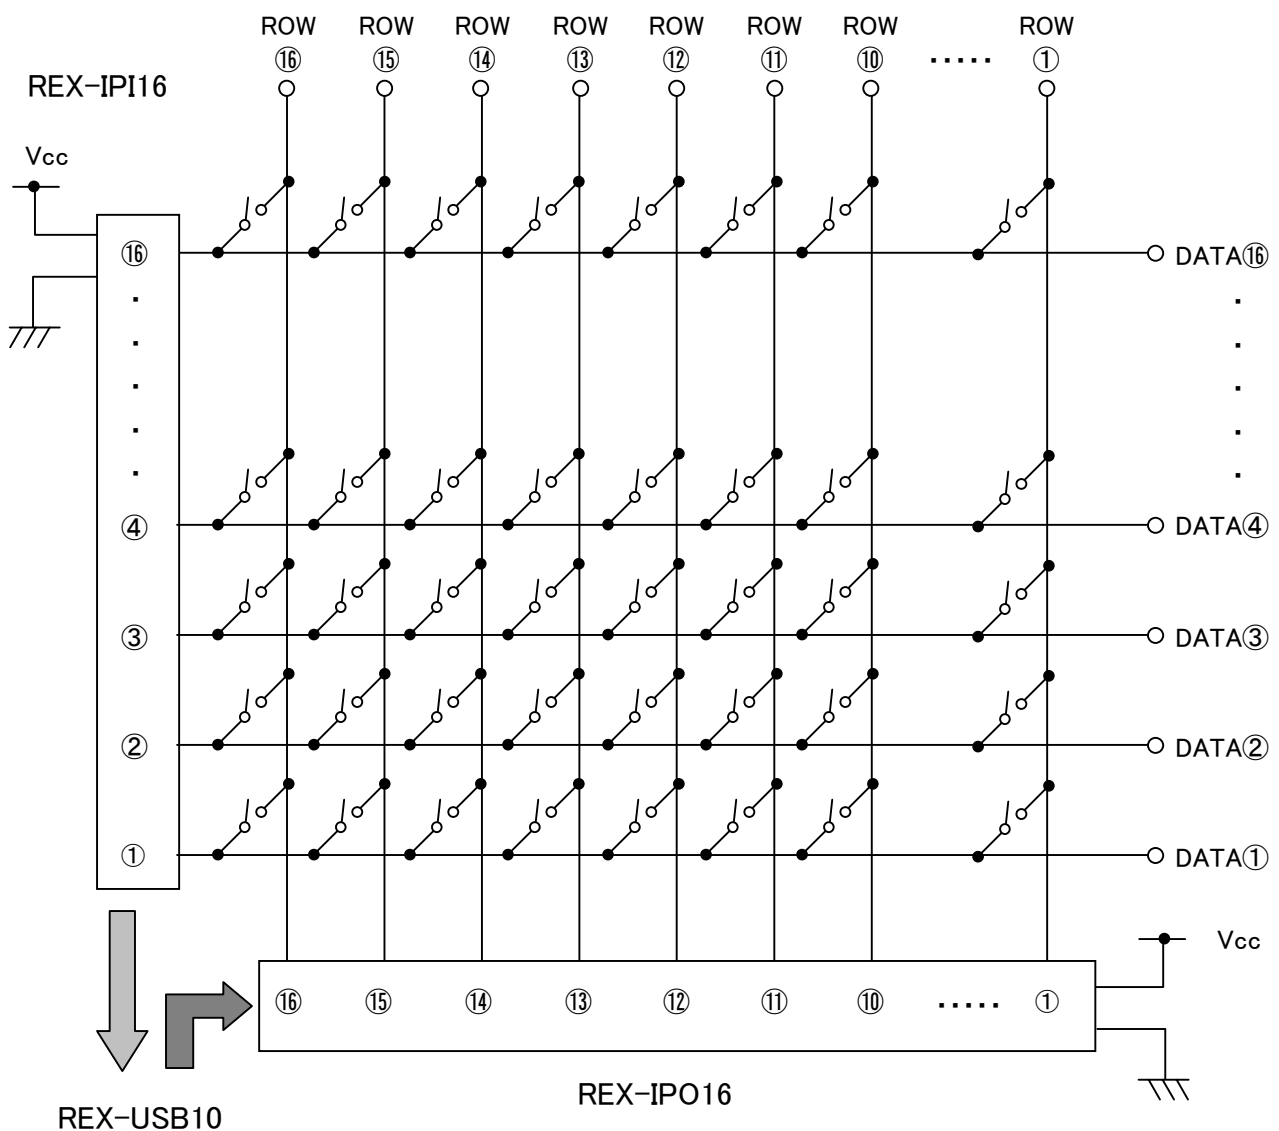 ROW ROW ROW ROW ROW ROW ROW ROW
⑯ ⑮ ⑭ ⑬ ⑫ ⑪ ⑩ ・・・・・ ①
REX-IPI16
Vcc
⑯ DATA⑯
・ ・
・ ・
・ ・
・ ・
・ ・
④ DATA④
③ DATA③
② DATA②
① DATA①
Vcc
⑯ ⑮ ⑭ ⑬ ⑫ ⑪ ⑩ ・・・・・ ①
REX-IPO16
REX-USB10